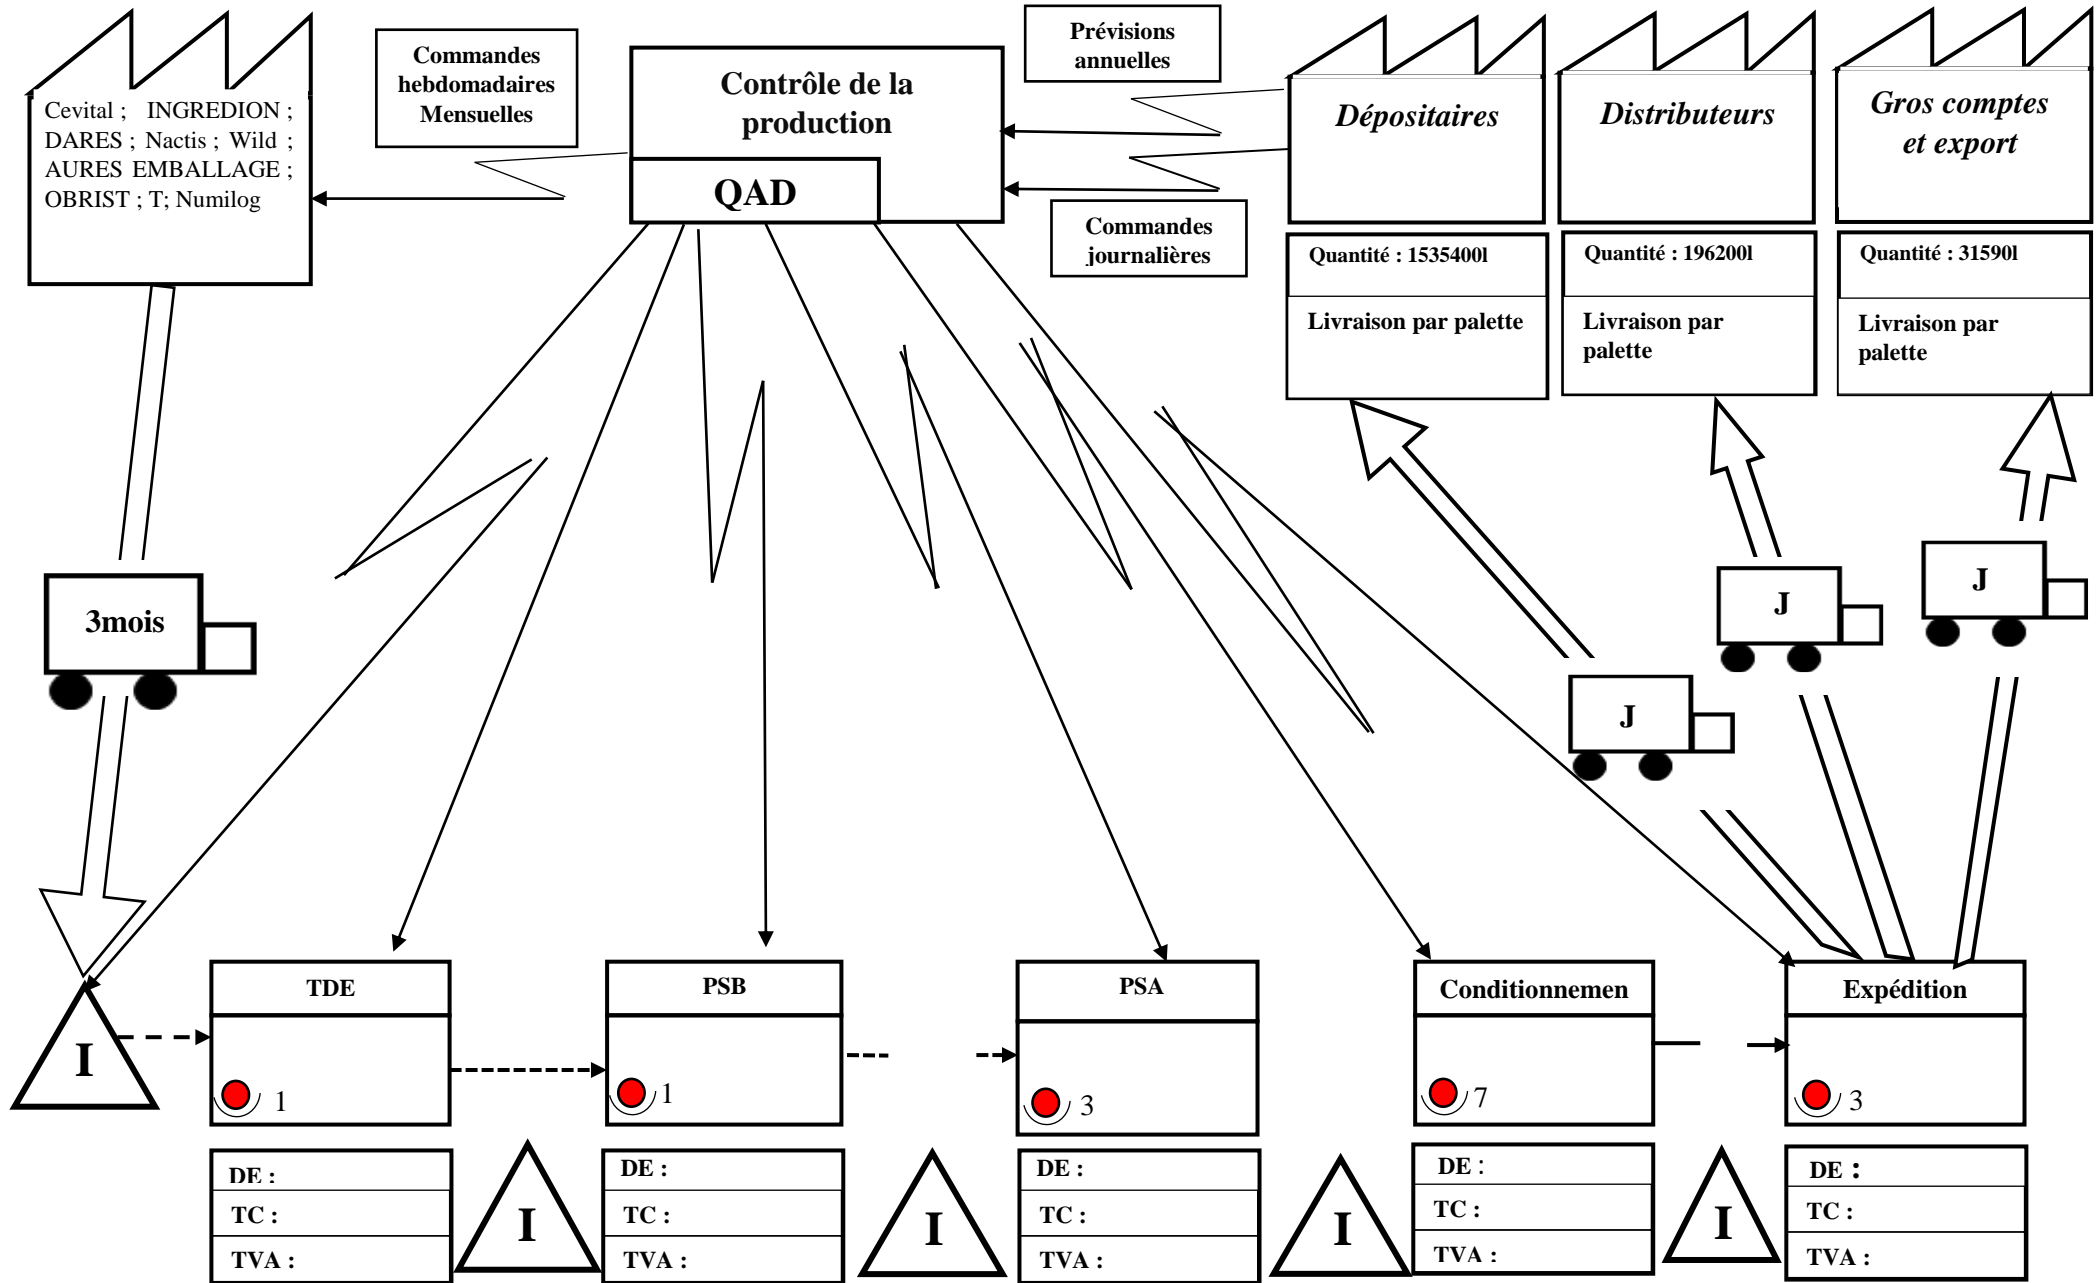 Cevital ; INGREDION ;
DARES ; Nactis ; Wild ;
AURES EMBALLAGE ;
OBRIST ; T; Numilog
Commandes
hebdomadaires
Mensuelles
Contrôle de la
production
QAD
Prévisions
annuelles
Commandes
journalières
Dépositaires
Distributeurs
Gros comptes
et export
Quantité : 1535400l
Livraison par palette
Quantité : 196200l
Livraison par
palette
Quantité : 31590l
Livraison par
palette
3mois
J
J
J
I
TDE
1
PSB
1
PSA
3
Conditionnemen
7
Expédition
3
DE :
TC :
TVA :
I
DE :
TC :
TVA :
I
DE :
TC :
TVA :
I
DE :
TC :
TVA :
I
DE :
TC :
TVA :